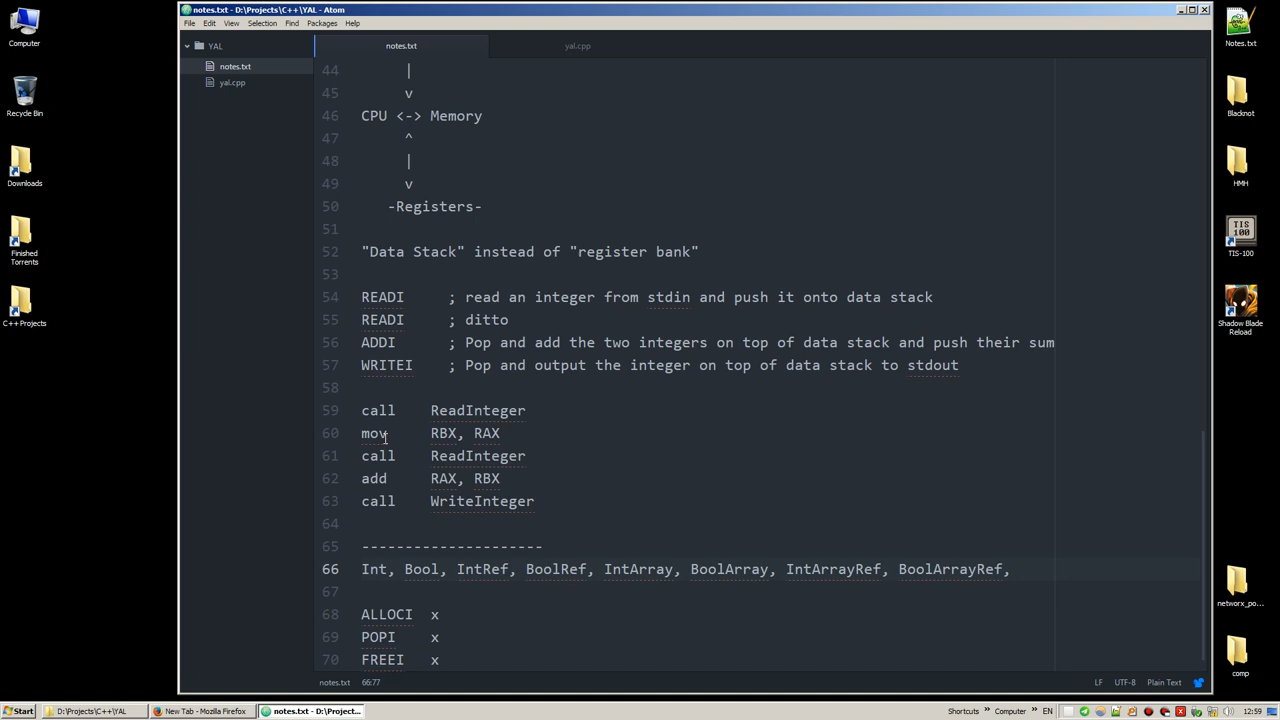 notes.txt - D:\Projects\C++\YAL - Atom
File Edit View Selection Find Packages Help
YAL
notes.txt
yal.cpp
notes.txt
yal.cpp
44 |
45 v
46 CPU <-> Memory
47 ^
48 |
49 v
50 -Registers-
51
52 "Data Stack" instead of "register bank"
53
54 READI ; read an integer from stdin and push it onto data stack
55 READI ; ditto
56 ADDI ; Pop and add the two integers on top of data stack and push their sum
57 WRITEI ; Pop and output the integer on top of data stack to stdout
58
59 call ReadInteger
60 mov RBX, RAX
61 call ReadInteger
62 add RAX, RBX
63 call WriteInteger
64
65 ---------------------
66 Int, Bool, IntRef, BoolRef, IntArray, BoolArray, IntArrayRef, BoolArrayRef,
67
68 ALLOCI x
69 POPI x
70 FREEI x
notes.txt 66:77
LF UTF-8 Plain Text
Computer
Recycle Bin
Downloads
Finished
Torrents
C++ Projects
Notes.txt
Blacknot
HMH
TIS
100
TIS-100
Shadow Blade
Reload
networx_po...
comp
Start
D:\Projects\C++\YAL
New Tab - Mozilla Firefox
notes.txt - D:\Project...
Shortcuts »
Computer »
EN
12:59